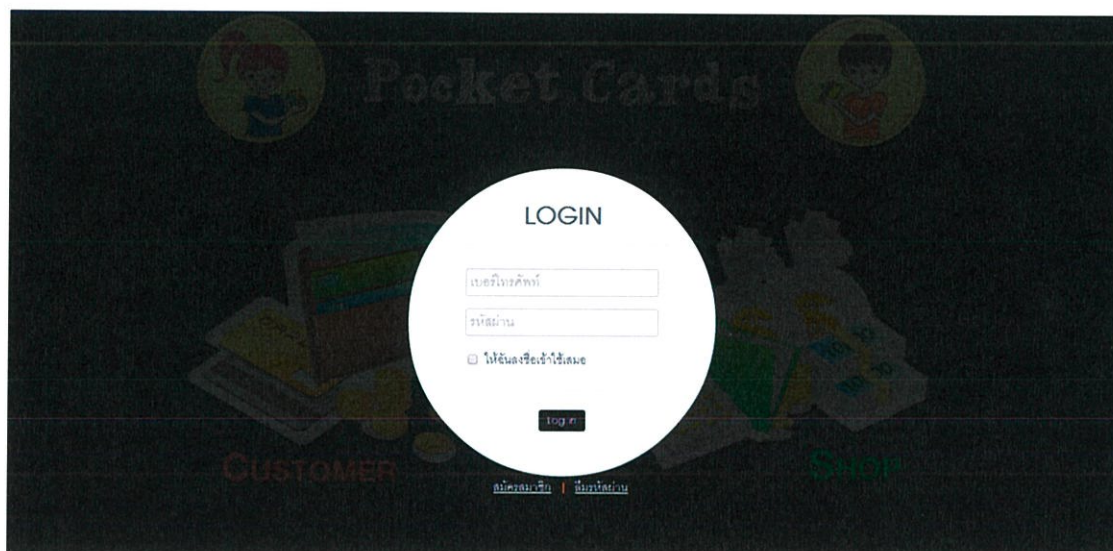 Pocket Cards
LOGIN
เบอร์โทรศัพท์
รหัสผ่าน
ให้ฉันลงชื่อเข้าใช้เสมอ
CUSTOMER
SHOP
สมัครสมาชิก | ลืมรหัสผ่าน